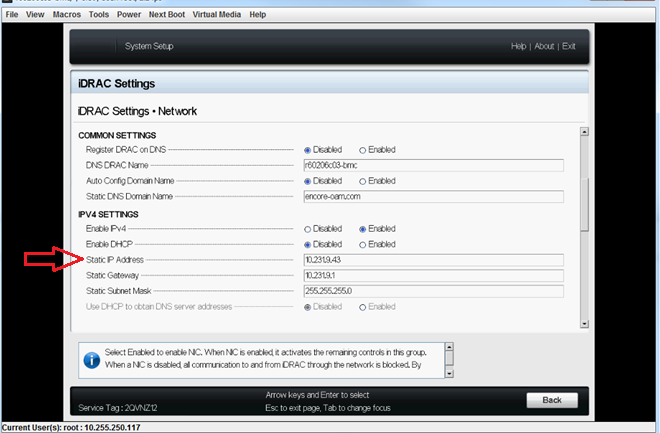 File View Macros Tools Power Next Boot Virtual Media Help
System Setup Help | About | Exit
iDRAC Settings
iDRAC Settings • Network
COMMON SETTINGS
Register DRAC on DNS Disabled Enabled
DNS DRAC Name r60206c03-bmc
Auto Config Domain Name Disabled Enabled
Static DNS Domain Name encore-oam.com
IPV4 SETTINGS
Enable IPv4 Disabled Enabled
Enable DHCP Disabled Enabled
Static IP Address 10.231.9.43
Static Gateway 10.231.9.1
Static Subnet Mask 255.255.255.0
Use DHCP to obtain DNS server addresses Disabled Enabled
Select Enabled to enable NIC. When NIC is enabled, it activates the remaining controls in this group.
When a NIC is disabled, all communication to and from iDRAC through the network is blocked. By
Arrow keys and Enter to select
Service Tag : 2QVNZ12 Esc to exit page, Tab to change focus
Back
Current User(s): root : 10.255.250.117